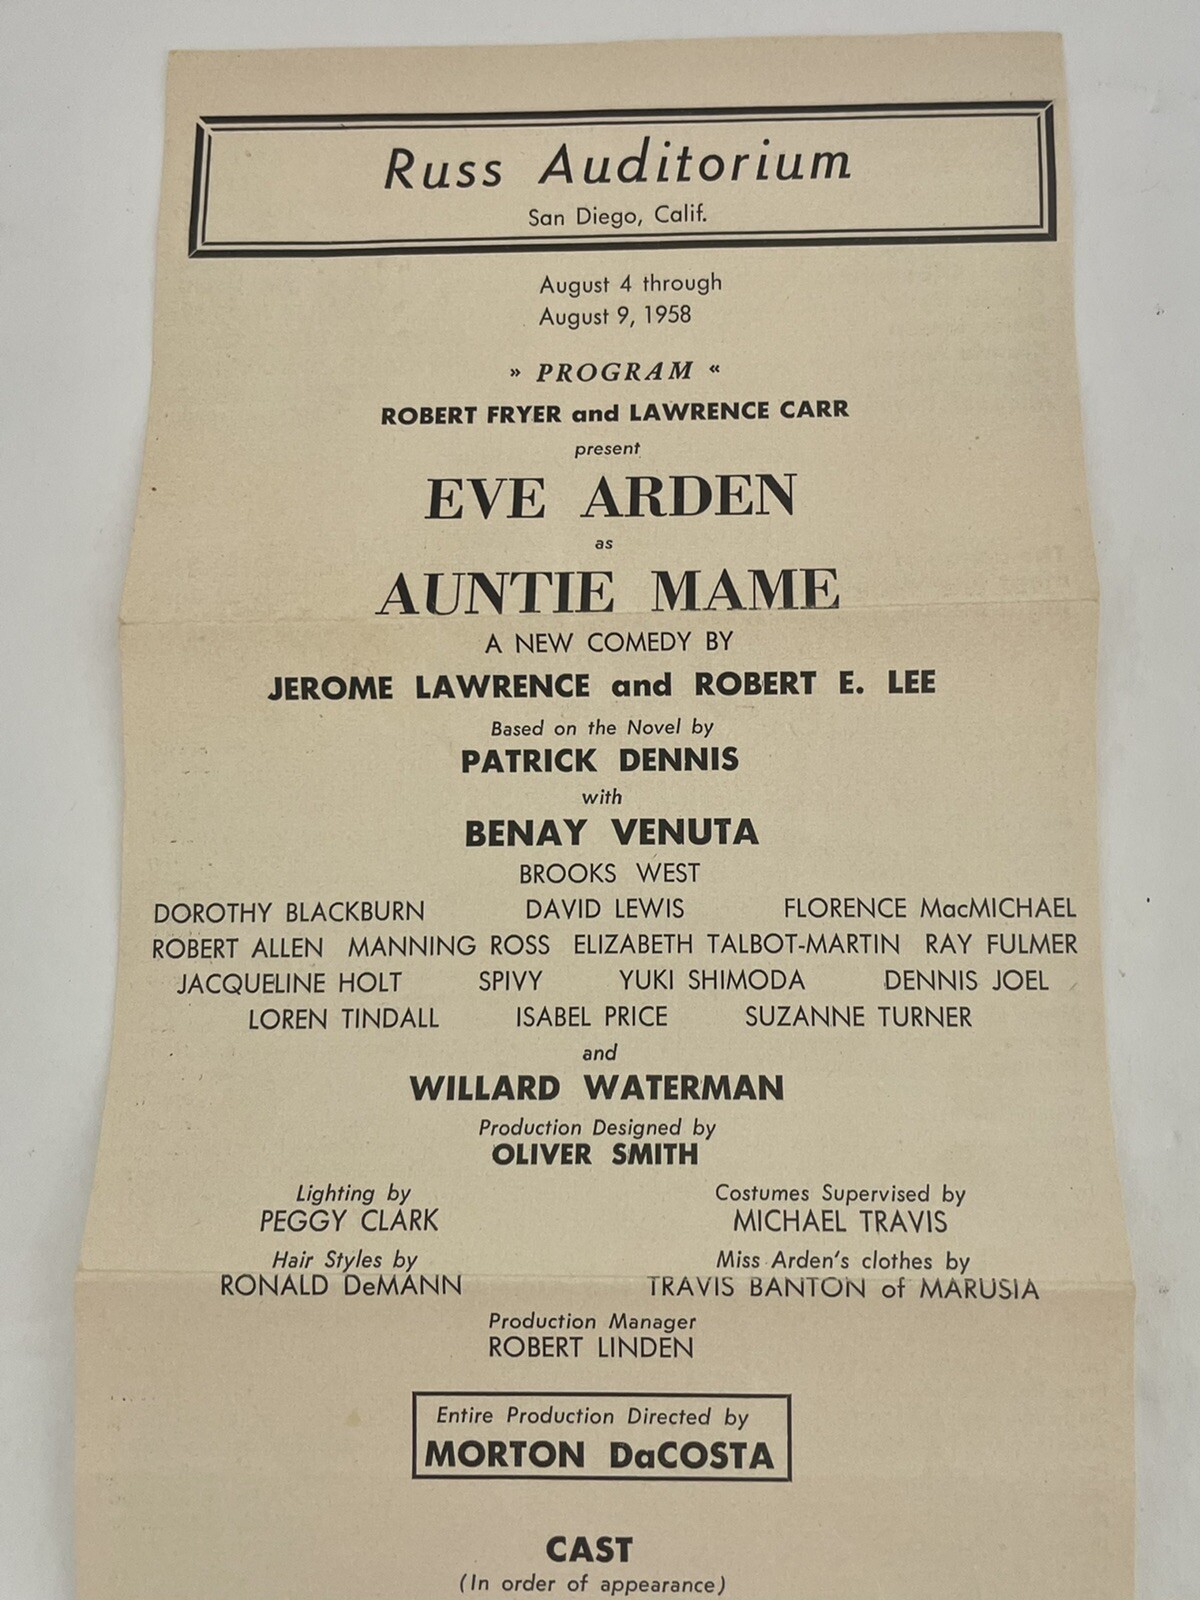 Russ Auditorium
San Diego, Calif.
August 4 through
August 9, 1958
» PROGRAM «
ROBERT FRYER and LAWRENCE CARR
present
EVE ARDEN
as
AUNTIE MAME
A NEW COMEDY BY
JEROME LAWRENCE and ROBERT E. LEE
Based on the Novel by
PATRICK DENNIS
with
BENAY VENUTA
BROOKS WEST
DOROTHY BLACKBURN DAVID LEWIS FLORENCE MacMICHAEL
ROBERT ALLEN MANNING ROSS ELIZABETH TALBOT-MARTIN RAY FULMER
JACQUELINE HOLT SPIVY YUKI SHIMODA DENNIS JOEL
LOREN TINDALL ISABEL PRICE SUZANNE TURNER
and
WILLARD WATERMAN
Production Designed by
OLIVER SMITH
Lighting by Costumes Supervised by
PEGGY CLARK MICHAEL TRAVIS
Hair Styles by Miss Arden's clothes by
RONALD DeMANN TRAVIS BANTON of MARUSIA
Production Manager
ROBERT LINDEN
Entire Production Directed by
MORTON DaCOSTA
CAST
(In order of appearance)